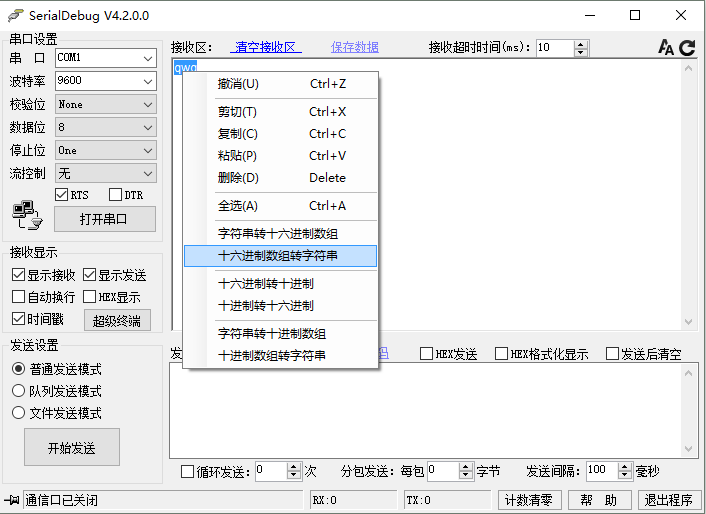 SerialDebug V4.2.0.0
串口设置
接收区： 清空接收区 保存数据 接收超时时间(ms)： 10
串 口 COM1
波特率 9600
校验位 None
数据位 8
停止位 One
流控制 无
RTS DTR
打开串口
接收显示
显示接收 显示发送
自动换行 HEX显示
时间戳 超级终端
发送设置
普通发送模式
队列发送模式
文件发送模式
开始发送
qwq
撤消(U) Ctrl+Z
剪切(T) Ctrl+X
复制(C) Ctrl+C
粘贴(P) Ctrl+V
删除(D) Delete
全选(A) Ctrl+A
字符串转十六进制数组
十六进制数组转字符串
十六进制转十进制
十进制转十六进制
字符串转十进制数组
十进制数组转字符串
发 码 HEX发送 HEX格式化显示 发送后清空
循环发送： 0 次 分包发送：每包 0 字节 发送间隔： 100 毫秒
通信口已关闭 RX:0 TX:0 计数清零 帮 助 退出程序